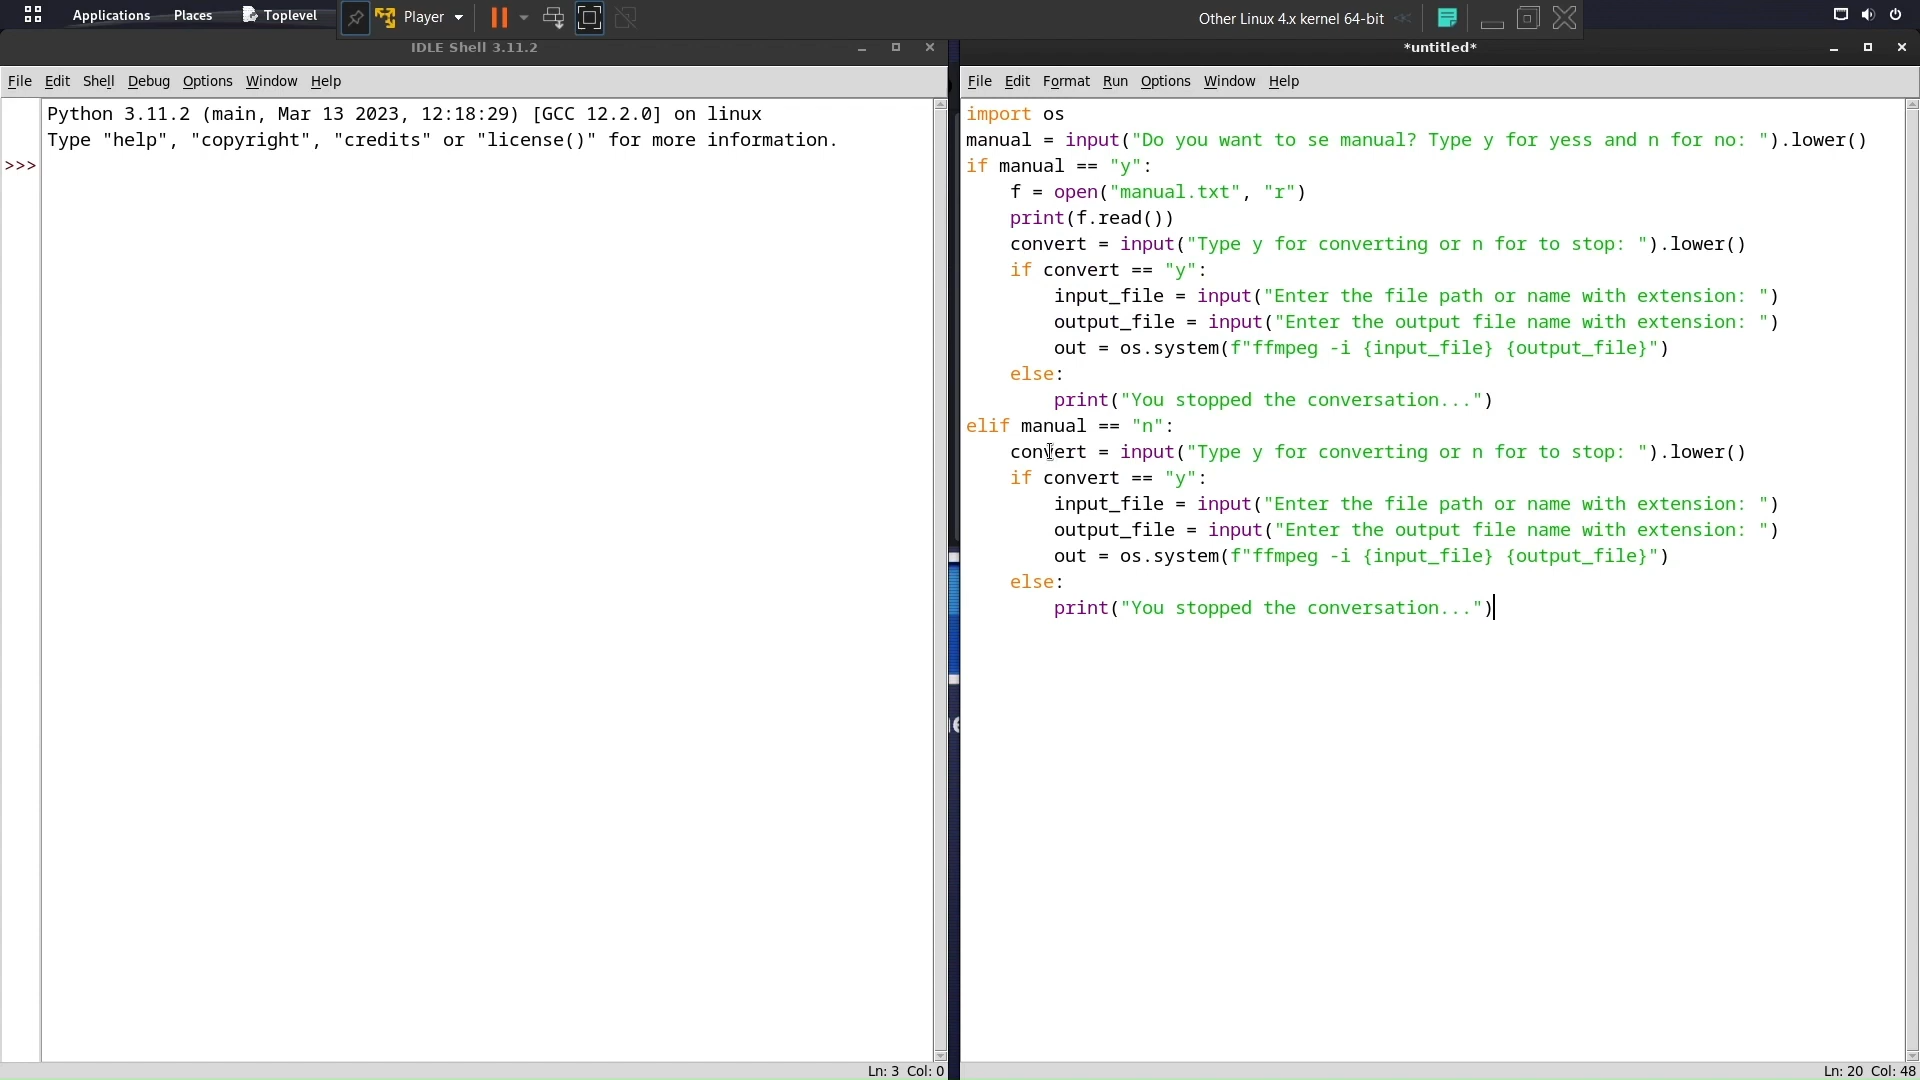 Applications Places Toplevel Player Other Linux 4.x kernel 64-bit
IDLE Shell 3.11.2
File Edit Shell Debug Options Window Help
Python 3.11.2 (main, Mar 13 2023, 12:18:29) [GCC 12.2.0] on linux
Type "help", "copyright", "credits" or "license()" for more information.
>>>
Ln: 3 Col: 0
*untitled*
File Edit Format Run Options Window Help
import os
manual = input("Do you want to se manual? Type y for yess and n for no: ").lower()
if manual == "y":
    f = open("manual.txt", "r")
    print(f.read())
    convert = input("Type y for converting or n for to stop: ").lower()
    if convert == "y":
        input_file = input("Enter the file path or name with extension: ")
        output_file = input("Enter the output file name with extension: ")
        out = os.system(f"ffmpeg -i {input_file} {output_file}")
    else:
        print("You stopped the conversation...")
elif manual == "n":
    convert = input("Type y for converting or n for to stop: ").lower()
    if convert == "y":
        input_file = input("Enter the file path or name with extension: ")
        output_file = input("Enter the output file name with extension: ")
        out = os.system(f"ffmpeg -i {input_file} {output_file}")
    else:
        print("You stopped the conversation...")
Ln: 20 Col: 48